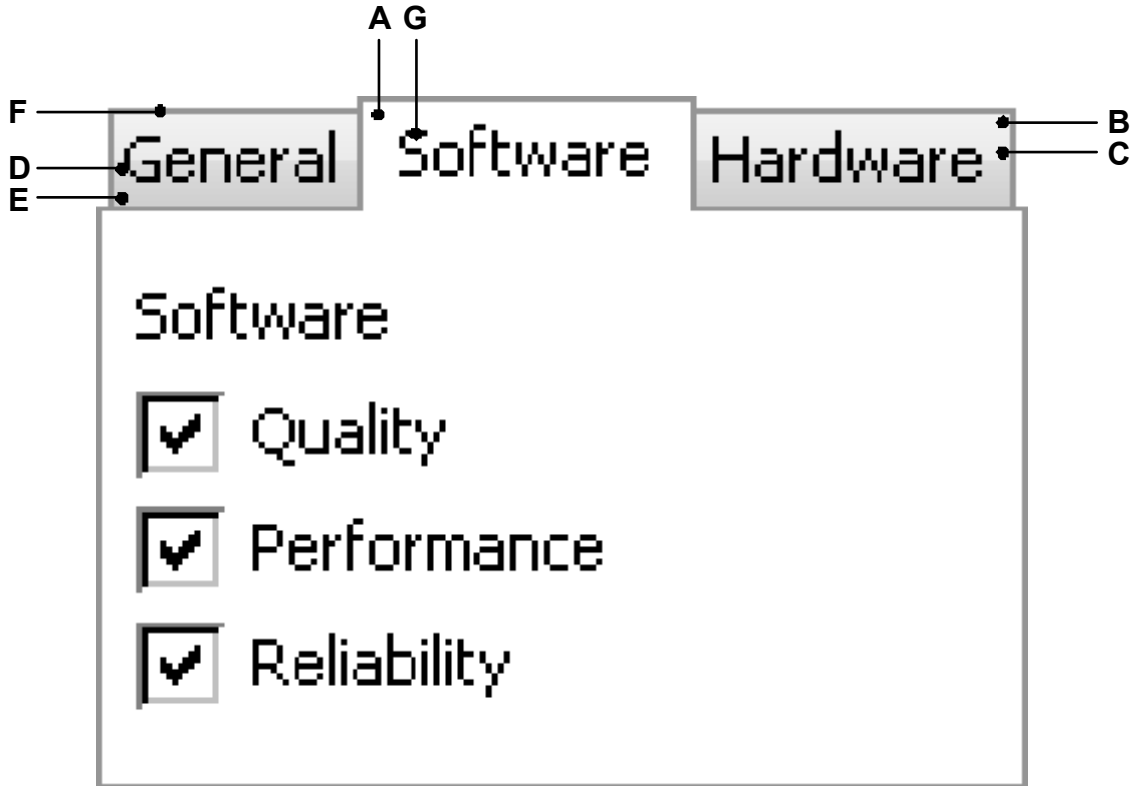 A G
F
B
General Software Hardware
C
D
E
Software
Quality
Performance
Reliability